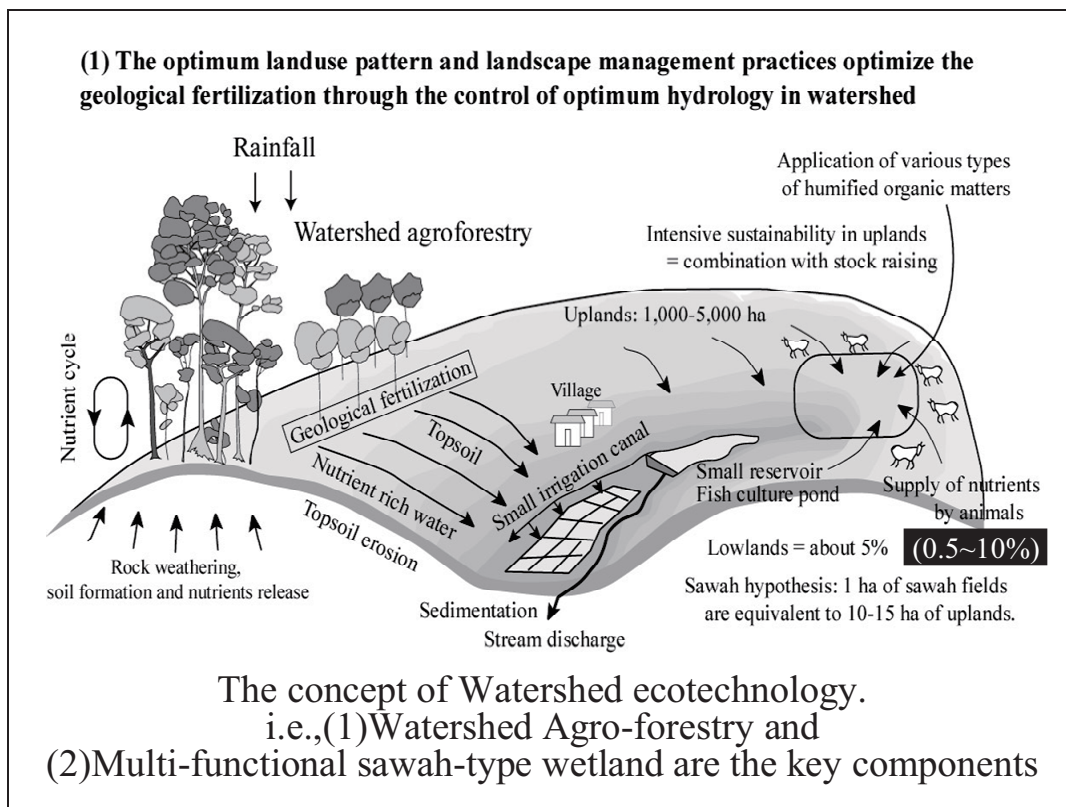 (1) The optimum landuse pattern and landscape management practices optimize the
geological fertilization through the control of optimum hydrology in watershed
Rainfall
Application of various types
of humified organic matters
Watershed agroforestry
Intensive sustainability in uplands
= combination with stock raising
Uplands: 1,000-5,000 ha
Nutrient cycle
Geological fertilization
Village
Topsoil
Nutrient rich water
Small irrigation canal
Topsoil erosion
Small reservoir
Fish culture pond
Supply of nutrients
by animals
Lowlands = about 5%
(0.5~10%)
Rock weathering,
soil formation and nutrients release
Sawah hypothesis: 1 ha of sawah fields
are equivalent to 10-15 ha of uplands.
Sedimentation
Stream discharge
The concept of Watershed ecotechnology.
i.e.,(1)Watershed Agro-forestry and
(2)Multi-functional sawah-type wetland are the key components